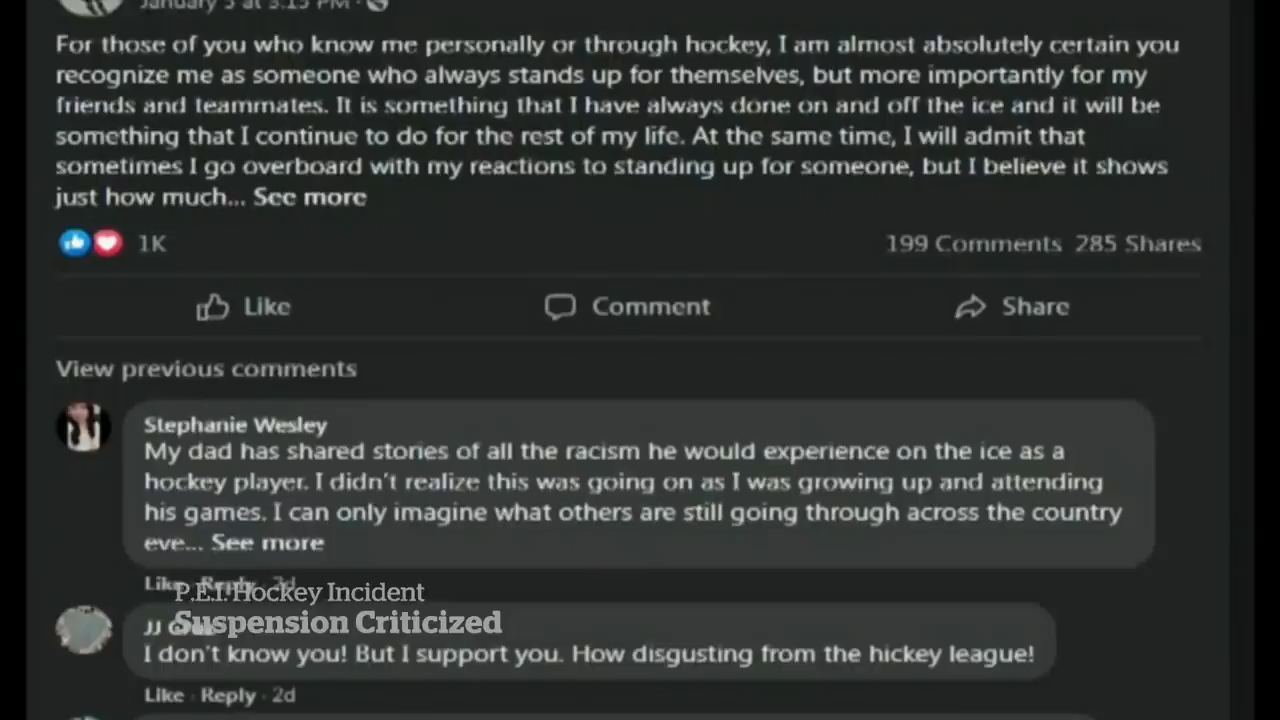 January 5 at 3:15 PM ·
For those of you who know me personally or through hockey, I am almost absolutely certain you
recognize me as someone who always stands up for themselves, but more importantly for my
friends and teammates. It is something that I have always done on and off the ice and it will be
something that I continue to do for the rest of my life. At the same time, I will admit that
sometimes I go overboard with my reactions to standing up for someone, but I believe it shows
just how much... See more
1K
199 Comments 285 Shares
Like
Comment
Share
View previous comments
Stephanie Wesley
My dad has shared stories of all the racism he would experience on the ice as a
hockey player. I didn't realize this was going on as I was growing up and attending
his games. I can only imagine what others are still going through across the country
eve... See more
Like · Reply · 2d
P.E.I. Hockey Incident
Suspension Criticized
JJ
I don't know you! But I support you. How disgusting from the hickey league!
Like · Reply · 2d